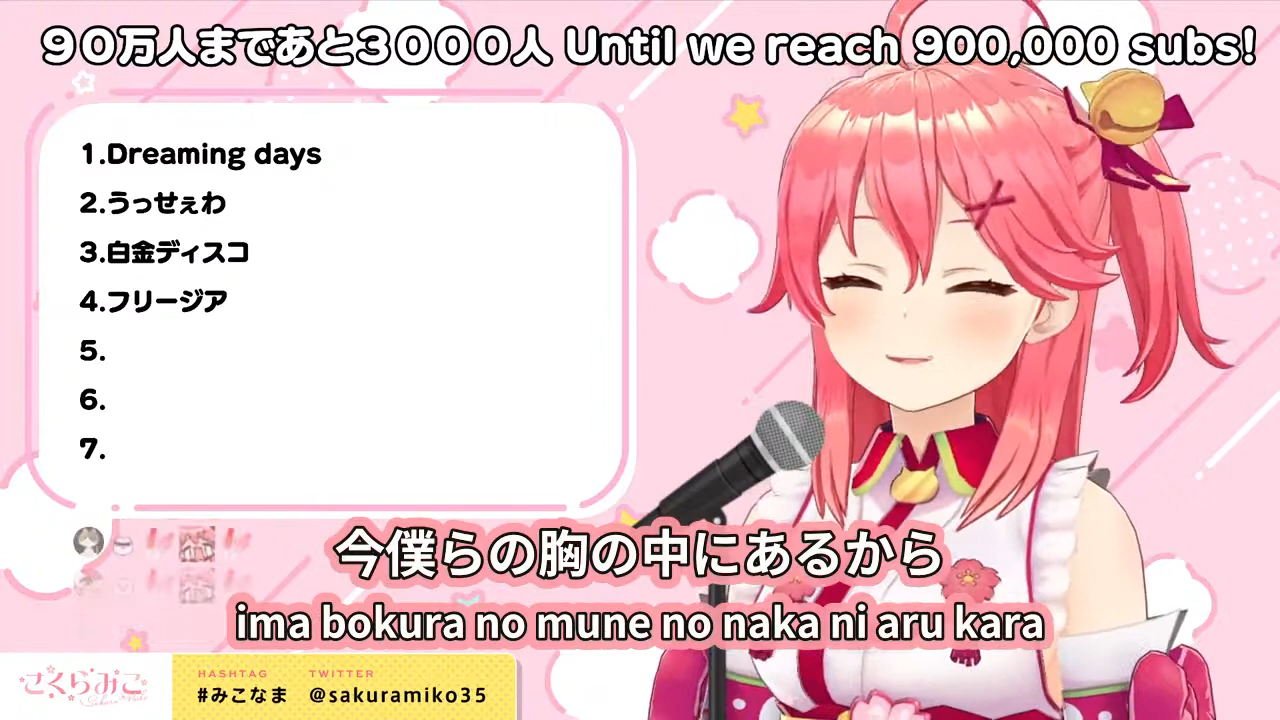 ９０万人まであと３０００人 Until we reach 900,000 subs!
1.Dreaming days
2.うっせぇわ
3.白金ディスコ
4.フリージア
5.
6.
7.
今僕らの胸の中にあるから
ima bokura no mune no naka ni aru kara
さくらみこ
Sakura Miko
HASHTAG TWITTER
#みこなま @sakuramiko35